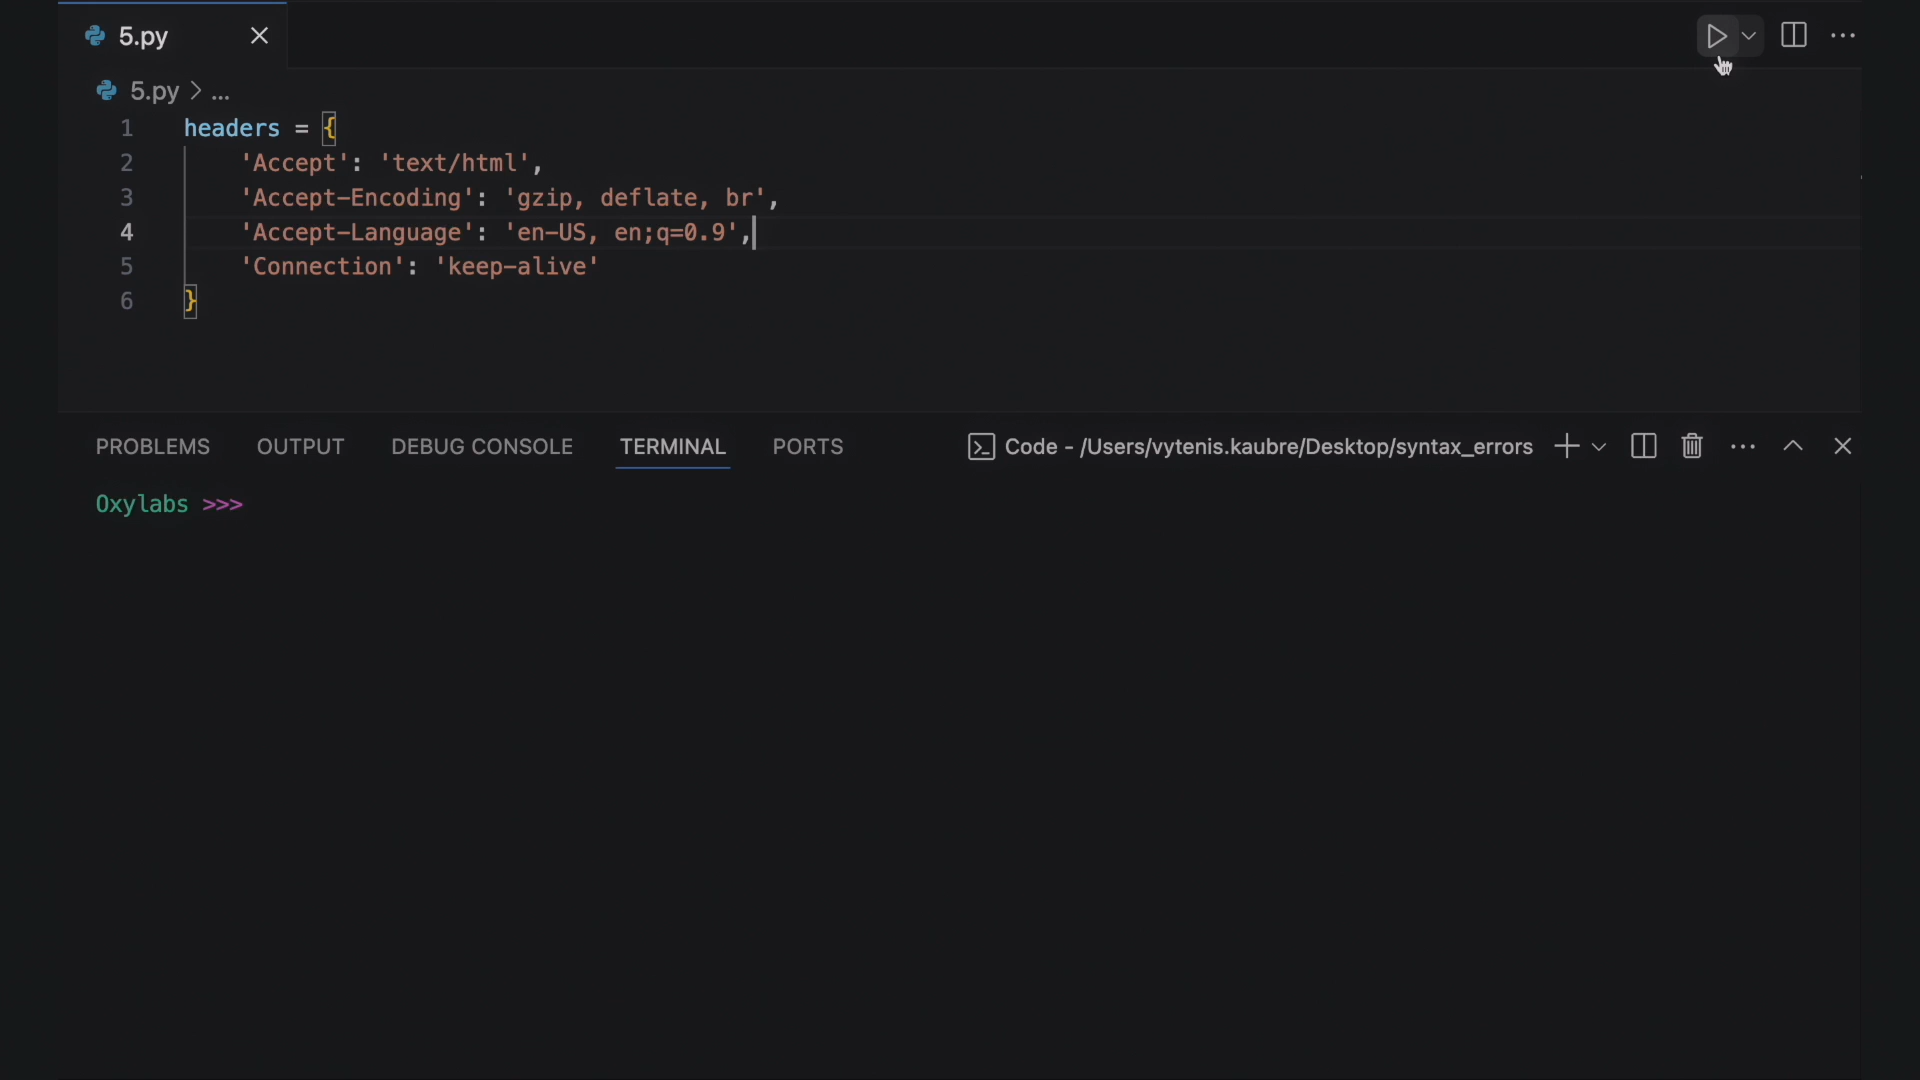 5.py
5.py > ...
1 headers = {
2 'Accept': 'text/html',
3 'Accept-Encoding': 'gzip, deflate, br',
4 'Accept-Language': 'en-US, en;q=0.9',
5 'Connection': 'keep-alive'
6 }
PROBLEMS OUTPUT DEBUG CONSOLE TERMINAL PORTS Code - /Users/vytenis.kaubre/Desktop/syntax_errors
Oxylabs >>>